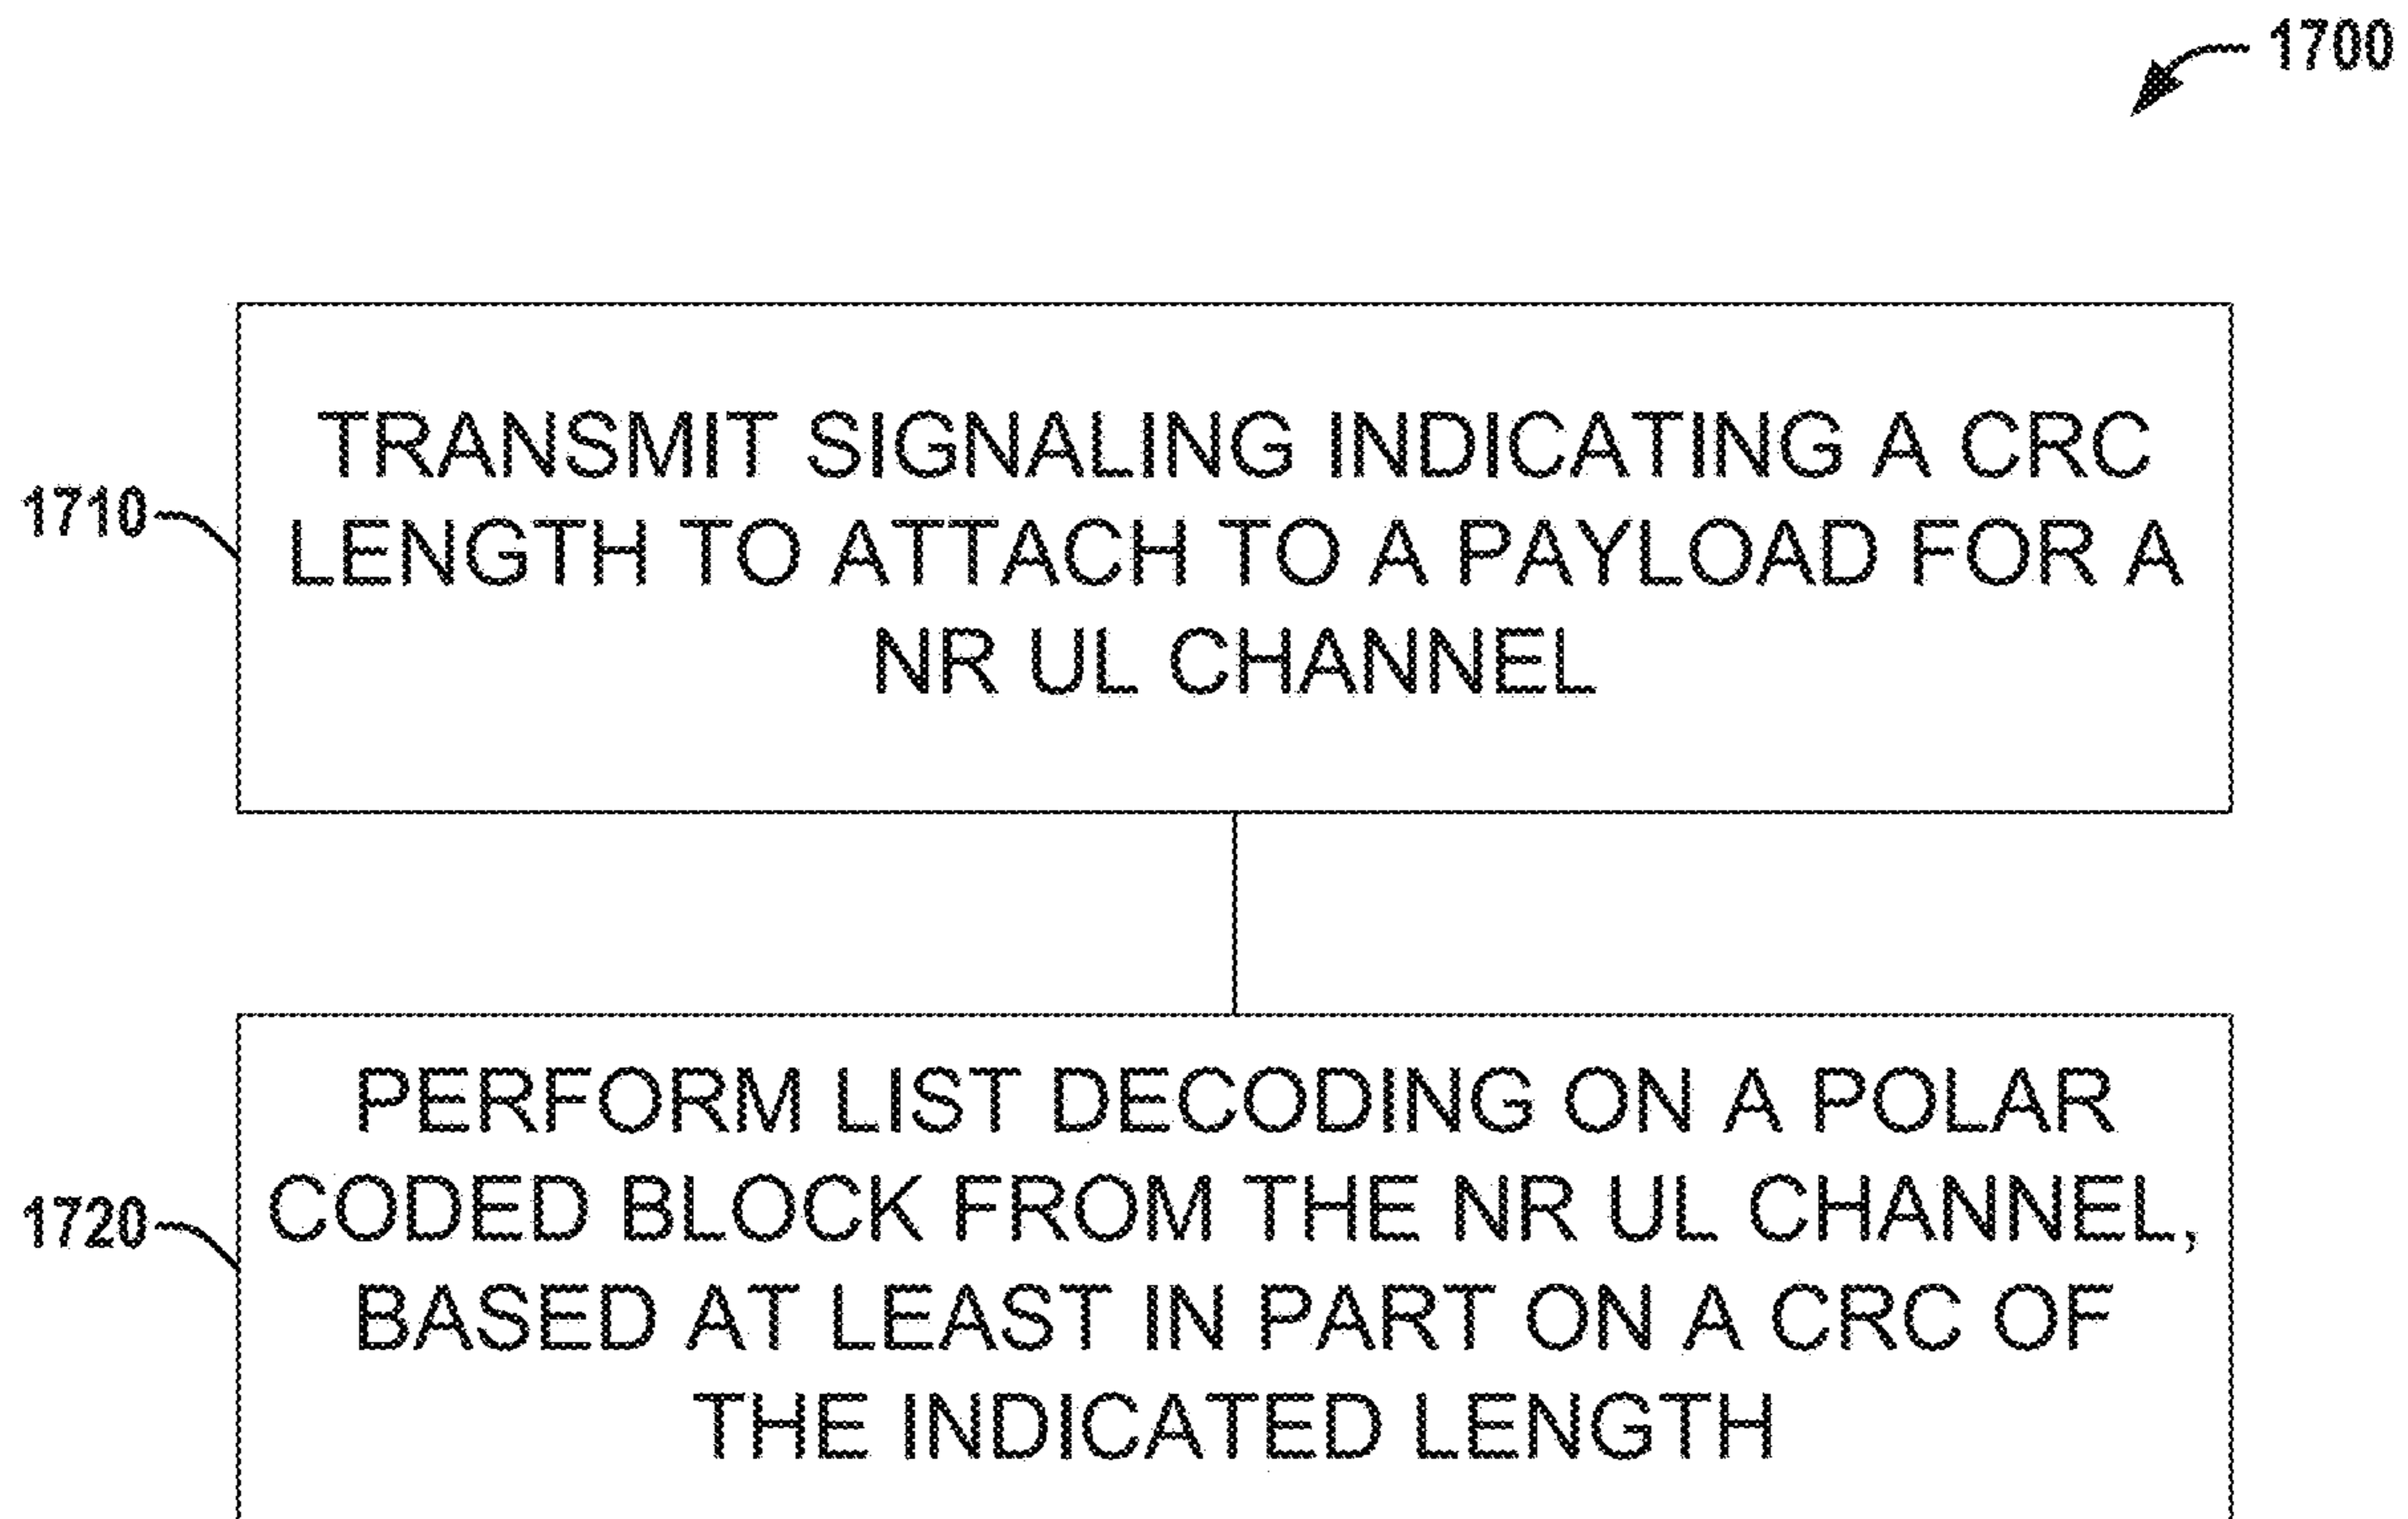 1700
TRANSMIT SIGNALING INDICATING A CRC
1710
LENGTH TO ATTACH TO A PAYLOAD FOR A
NR UL CHANNEL
PERFORM LIST DECODING ON A POLAR
1720
CODED BLOCK FROM THE NR UL CHANNEL,
BASED AT LEAST IN PART ON A CRC OF
THE INDICATED LENGTH